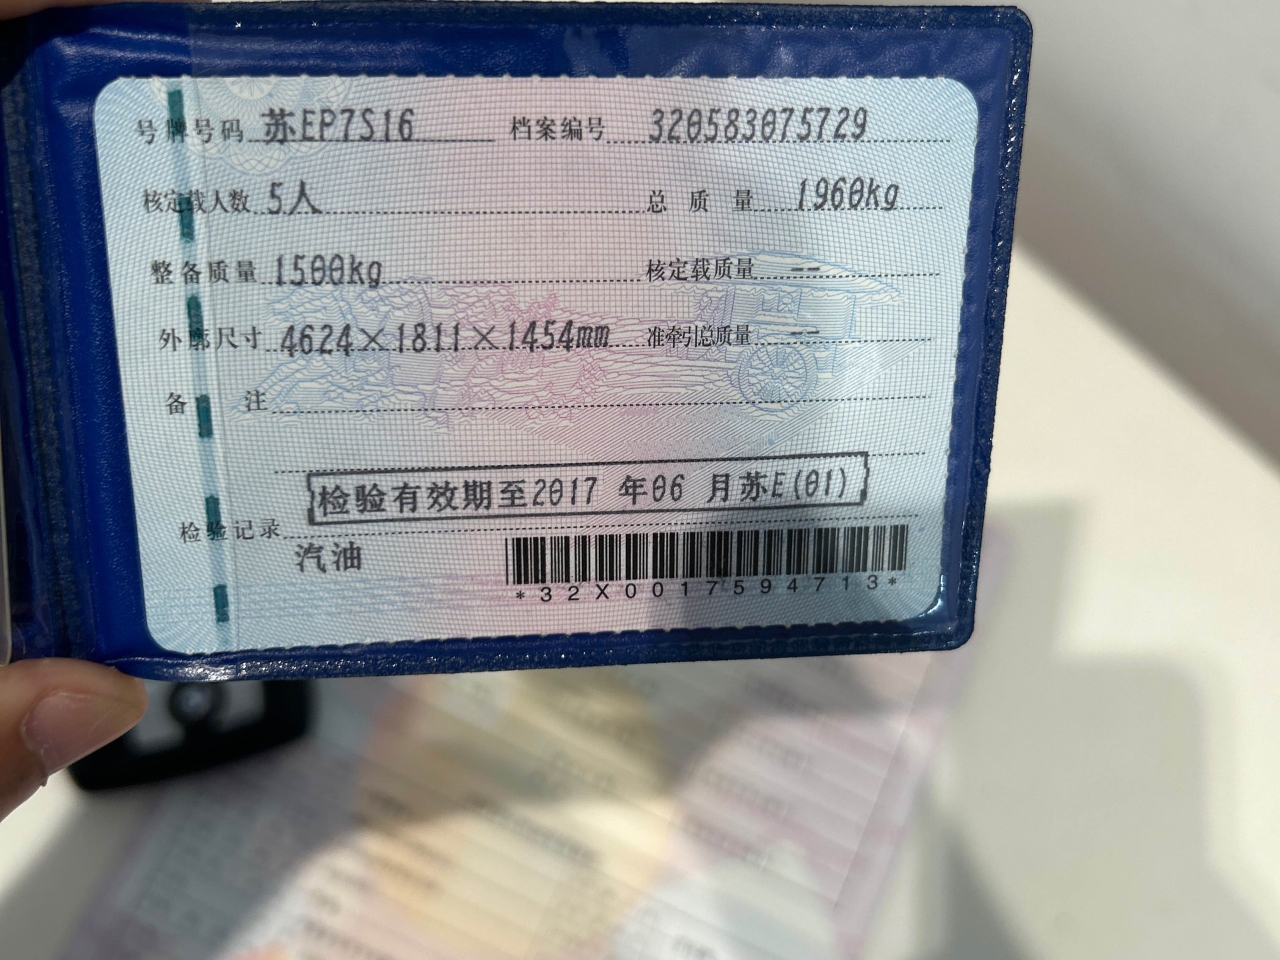 号牌号码 苏EP7S16 档案编号 320583075729
核定载人数 5人 总质量 1960kg
整备质量 1500kg 核定载质量 --
外廓尺寸 4624×1811×1454mm 准牵引总质量 --
备注
检验有效期至2017 年06 月苏E(01)
检验记录
汽油
*32X0017594713*